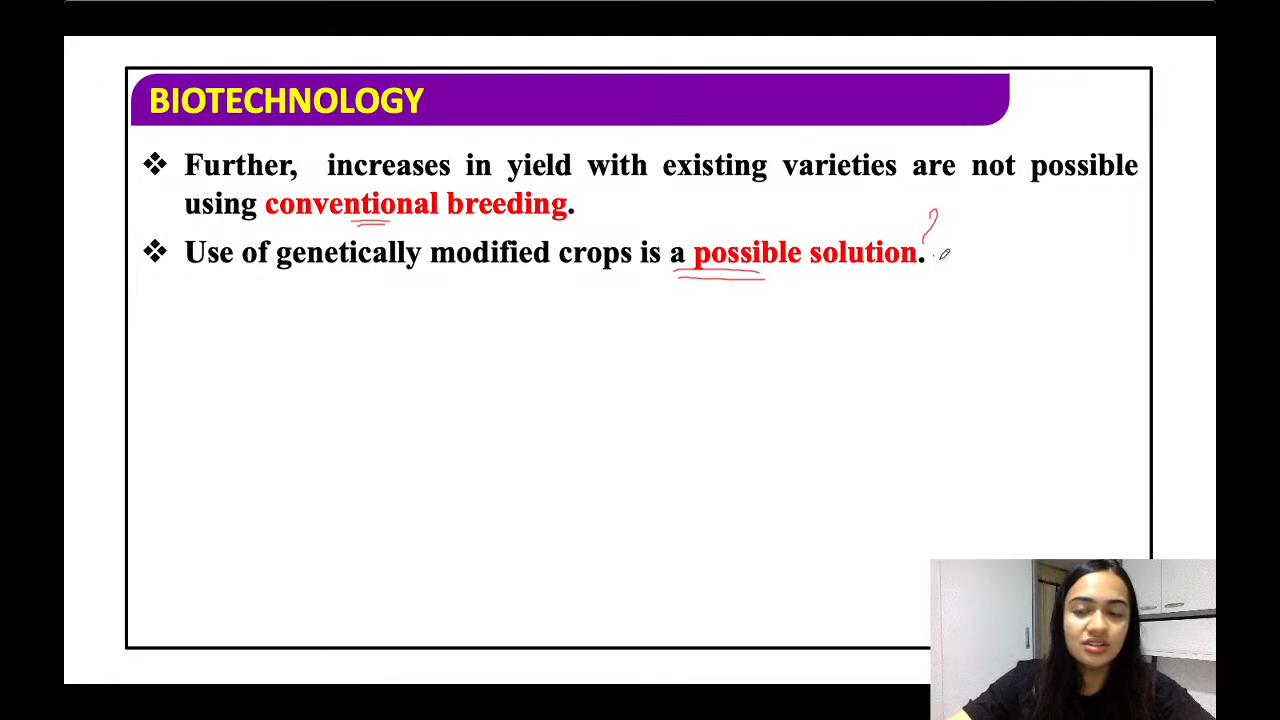 BIOTECHNOLOGY
❖ Further, increases in yield with existing varieties are not possible
using conventional breeding.
❖ Use of genetically modified crops is a possible solution.
?